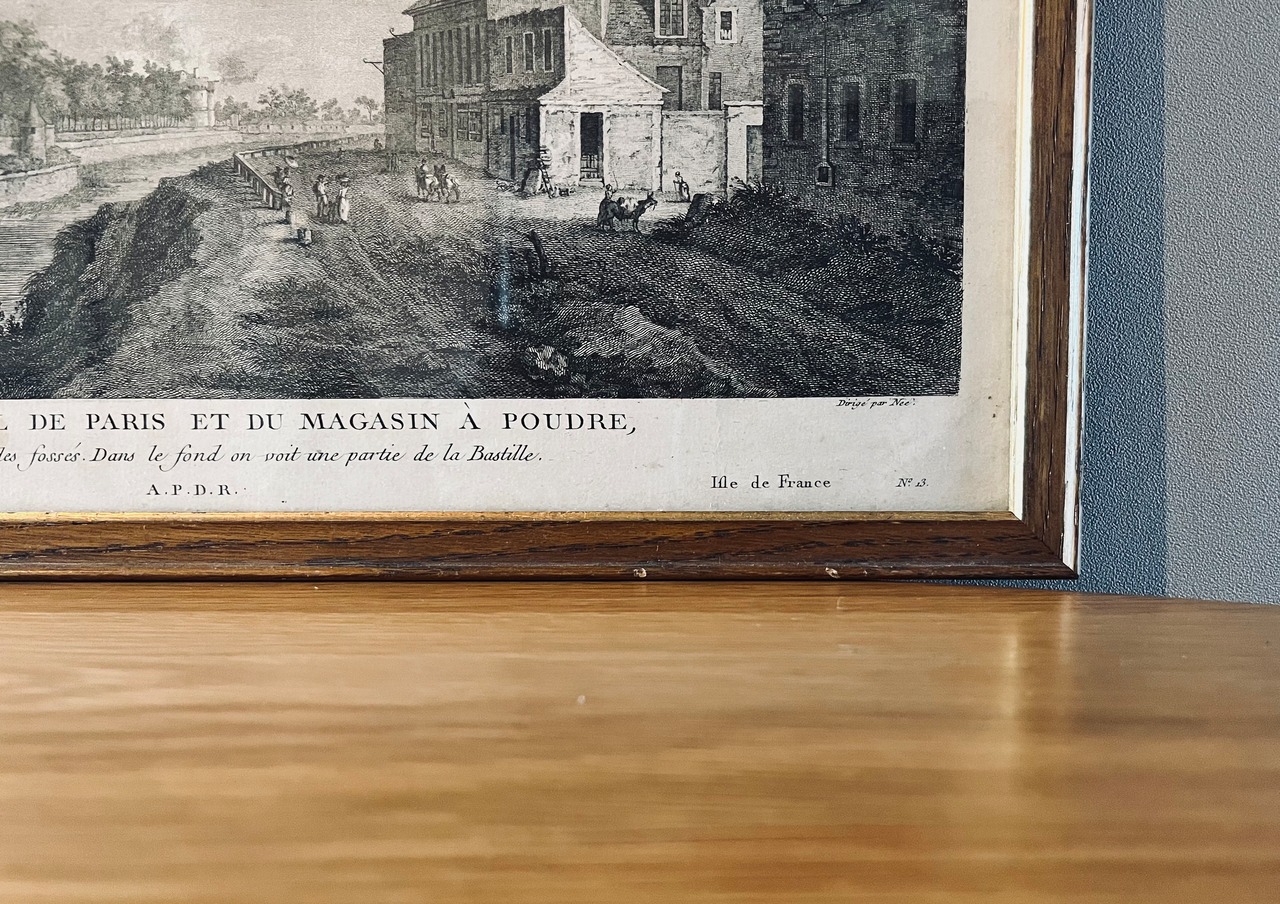 Dirigé par Née.
DE PARIS ET DU MAGASIN À POUDRE,
des fossés. Dans le fond on voit une partie de la Bastille.
A.P.D.R.
Isle de France
Nº 13.